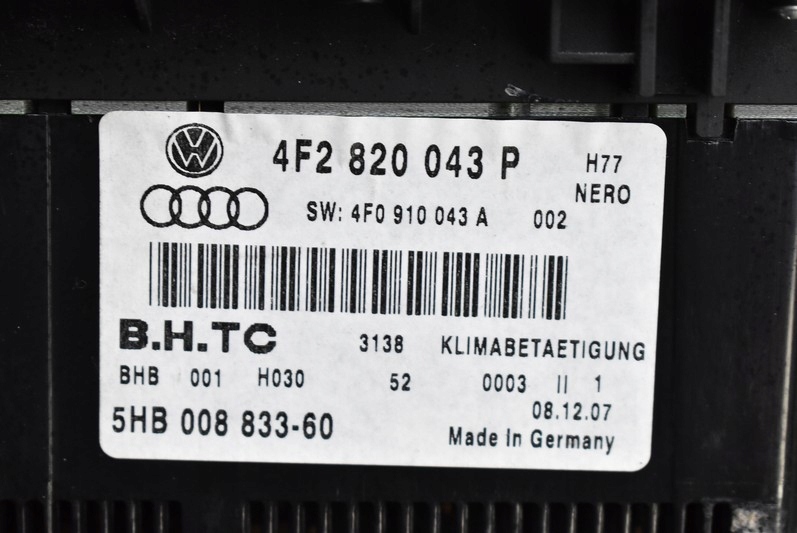 4F2 820 043 P H77
NERO
SW: 4F0 910 043 A 002
B.H.TC 3138 KLIMABETAETIGUNG
BHB 001 H030 52 0003 II 1
08.12.07
5HB 008 833-60
Made In Germany